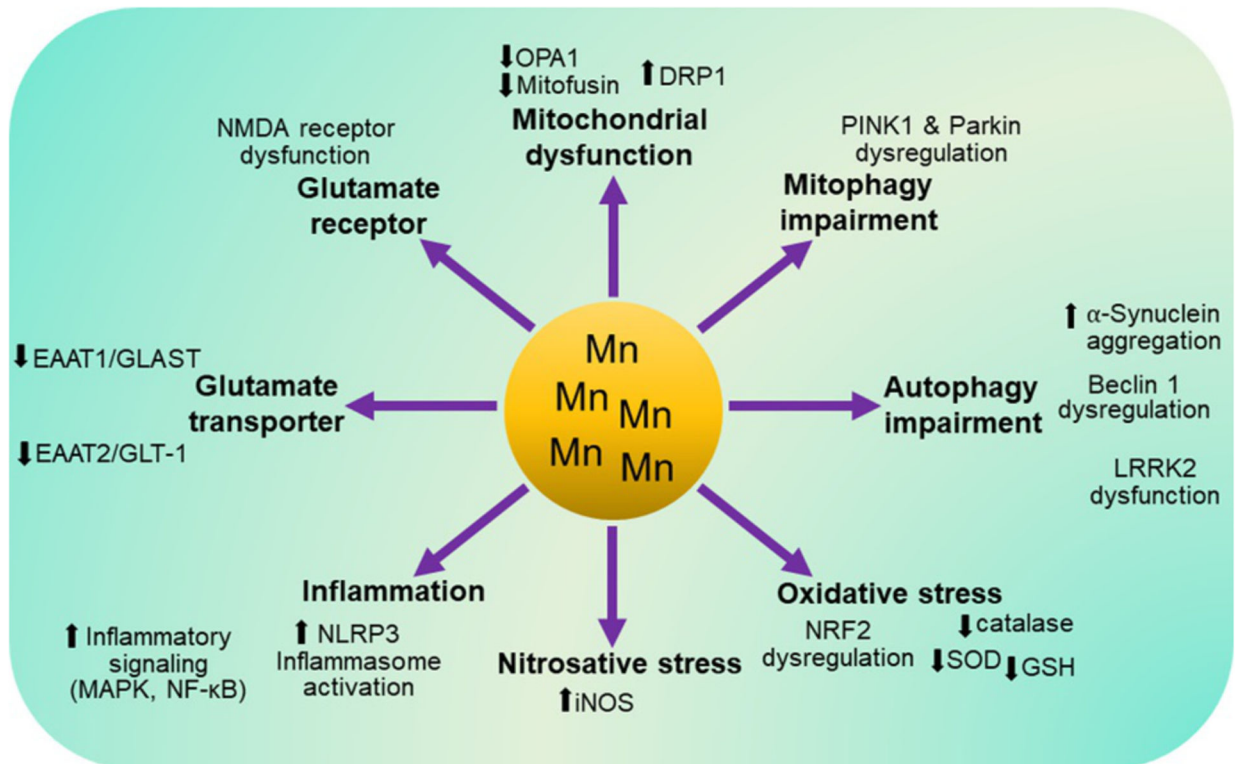 ⬇OPA1
⬇Mitofusin
⬆DRP1
Mitochondrial
dysfunction
NMDA receptor
dysfunction
Glutamate
receptor
PINK1 & Parkin
dysregulation
Mitophagy
impairment
⬇EAAT1/GLAST
Glutamate
transporter
⬇EAAT2/GLT-1
Mn
Mn
Mn
Mn
Mn
⬆ α-Synuclein
aggregation
Autophagy
impairment
Beclin 1
dysregulation
LRRK2
dysfunction
Inflammation
⬆ Inflammatory
signaling
(MAPK, NF-κB)
⬆ NLRP3
Inflammasome
activation
Nitrosative stress
⬆iNOS
Oxidative stress
NRF2
dysregulation
⬇catalase
⬇SOD
⬇GSH